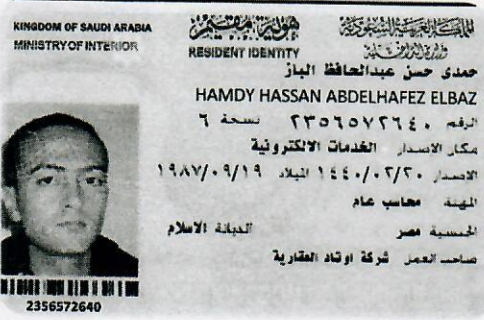 KINGDOM OF SAUDI ARABIA
MINISTRY OF INTERIOR
هوية مقيم
RESIDENT IDENTITY
المملكة العربية السعودية
وزارة الداخلية
حمدى حسن عبدالحافظ الباز
HAMDY HASSAN ABDELHAFEZ ELBAZ
الرقم ٢٣٥٦٥٧٢٦٤٠ نسخة ٦
مكان الاصدار الخدمات الالكترونية
الاصدار ١٤٤٠/٠٢/٢٠ الميلاد ١٩٨٧/٠٩/١٩
المهنة محاسب عام
الجنسية مصر الديانة الاسلام
صاحب العمل شركة اوتاد العقارية
2356572640